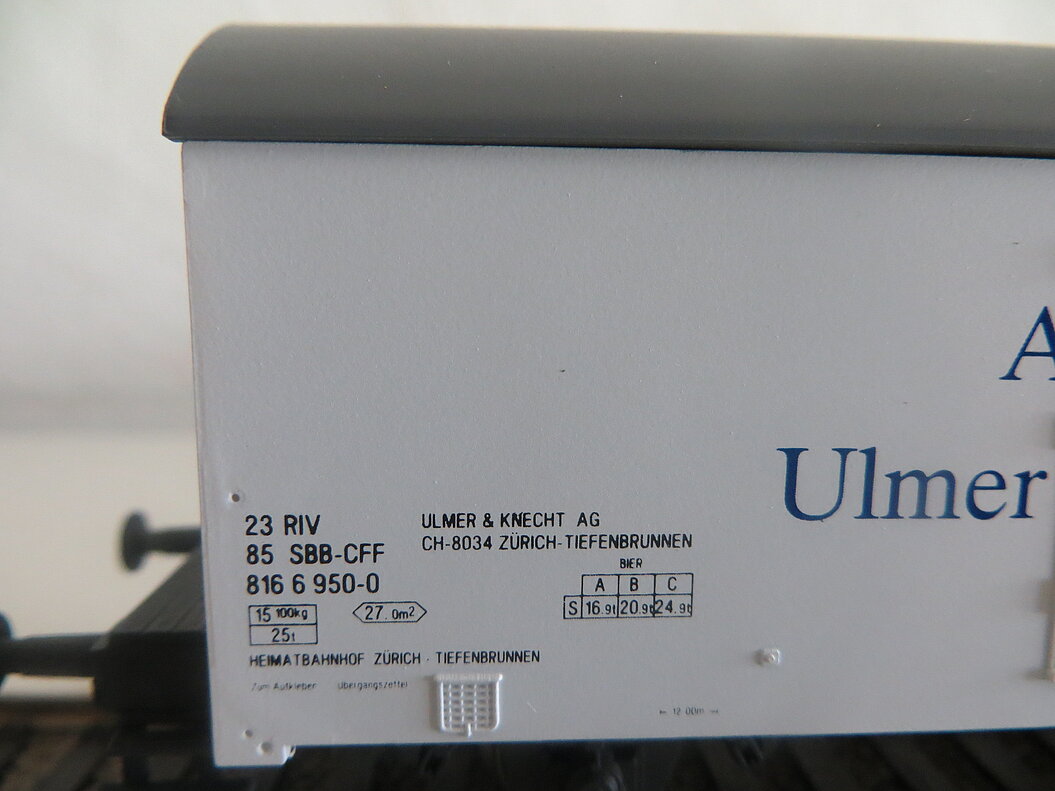 A
Ulmer
23 RIV
85 SBB-CFF
816 6 950-0
ULMER & KNECHT AG
CH-8034 ZÜRICH-TIEFENBRUNNEN
BIER
A B C
S 16.9t 20.9t 24.9t
15 100kg
25t
27.0m²
HEIMATBAHNHOF ZÜRICH - TIEFENBRUNNEN
Zum Aufkleber Übergangszettel
← 12 00m →